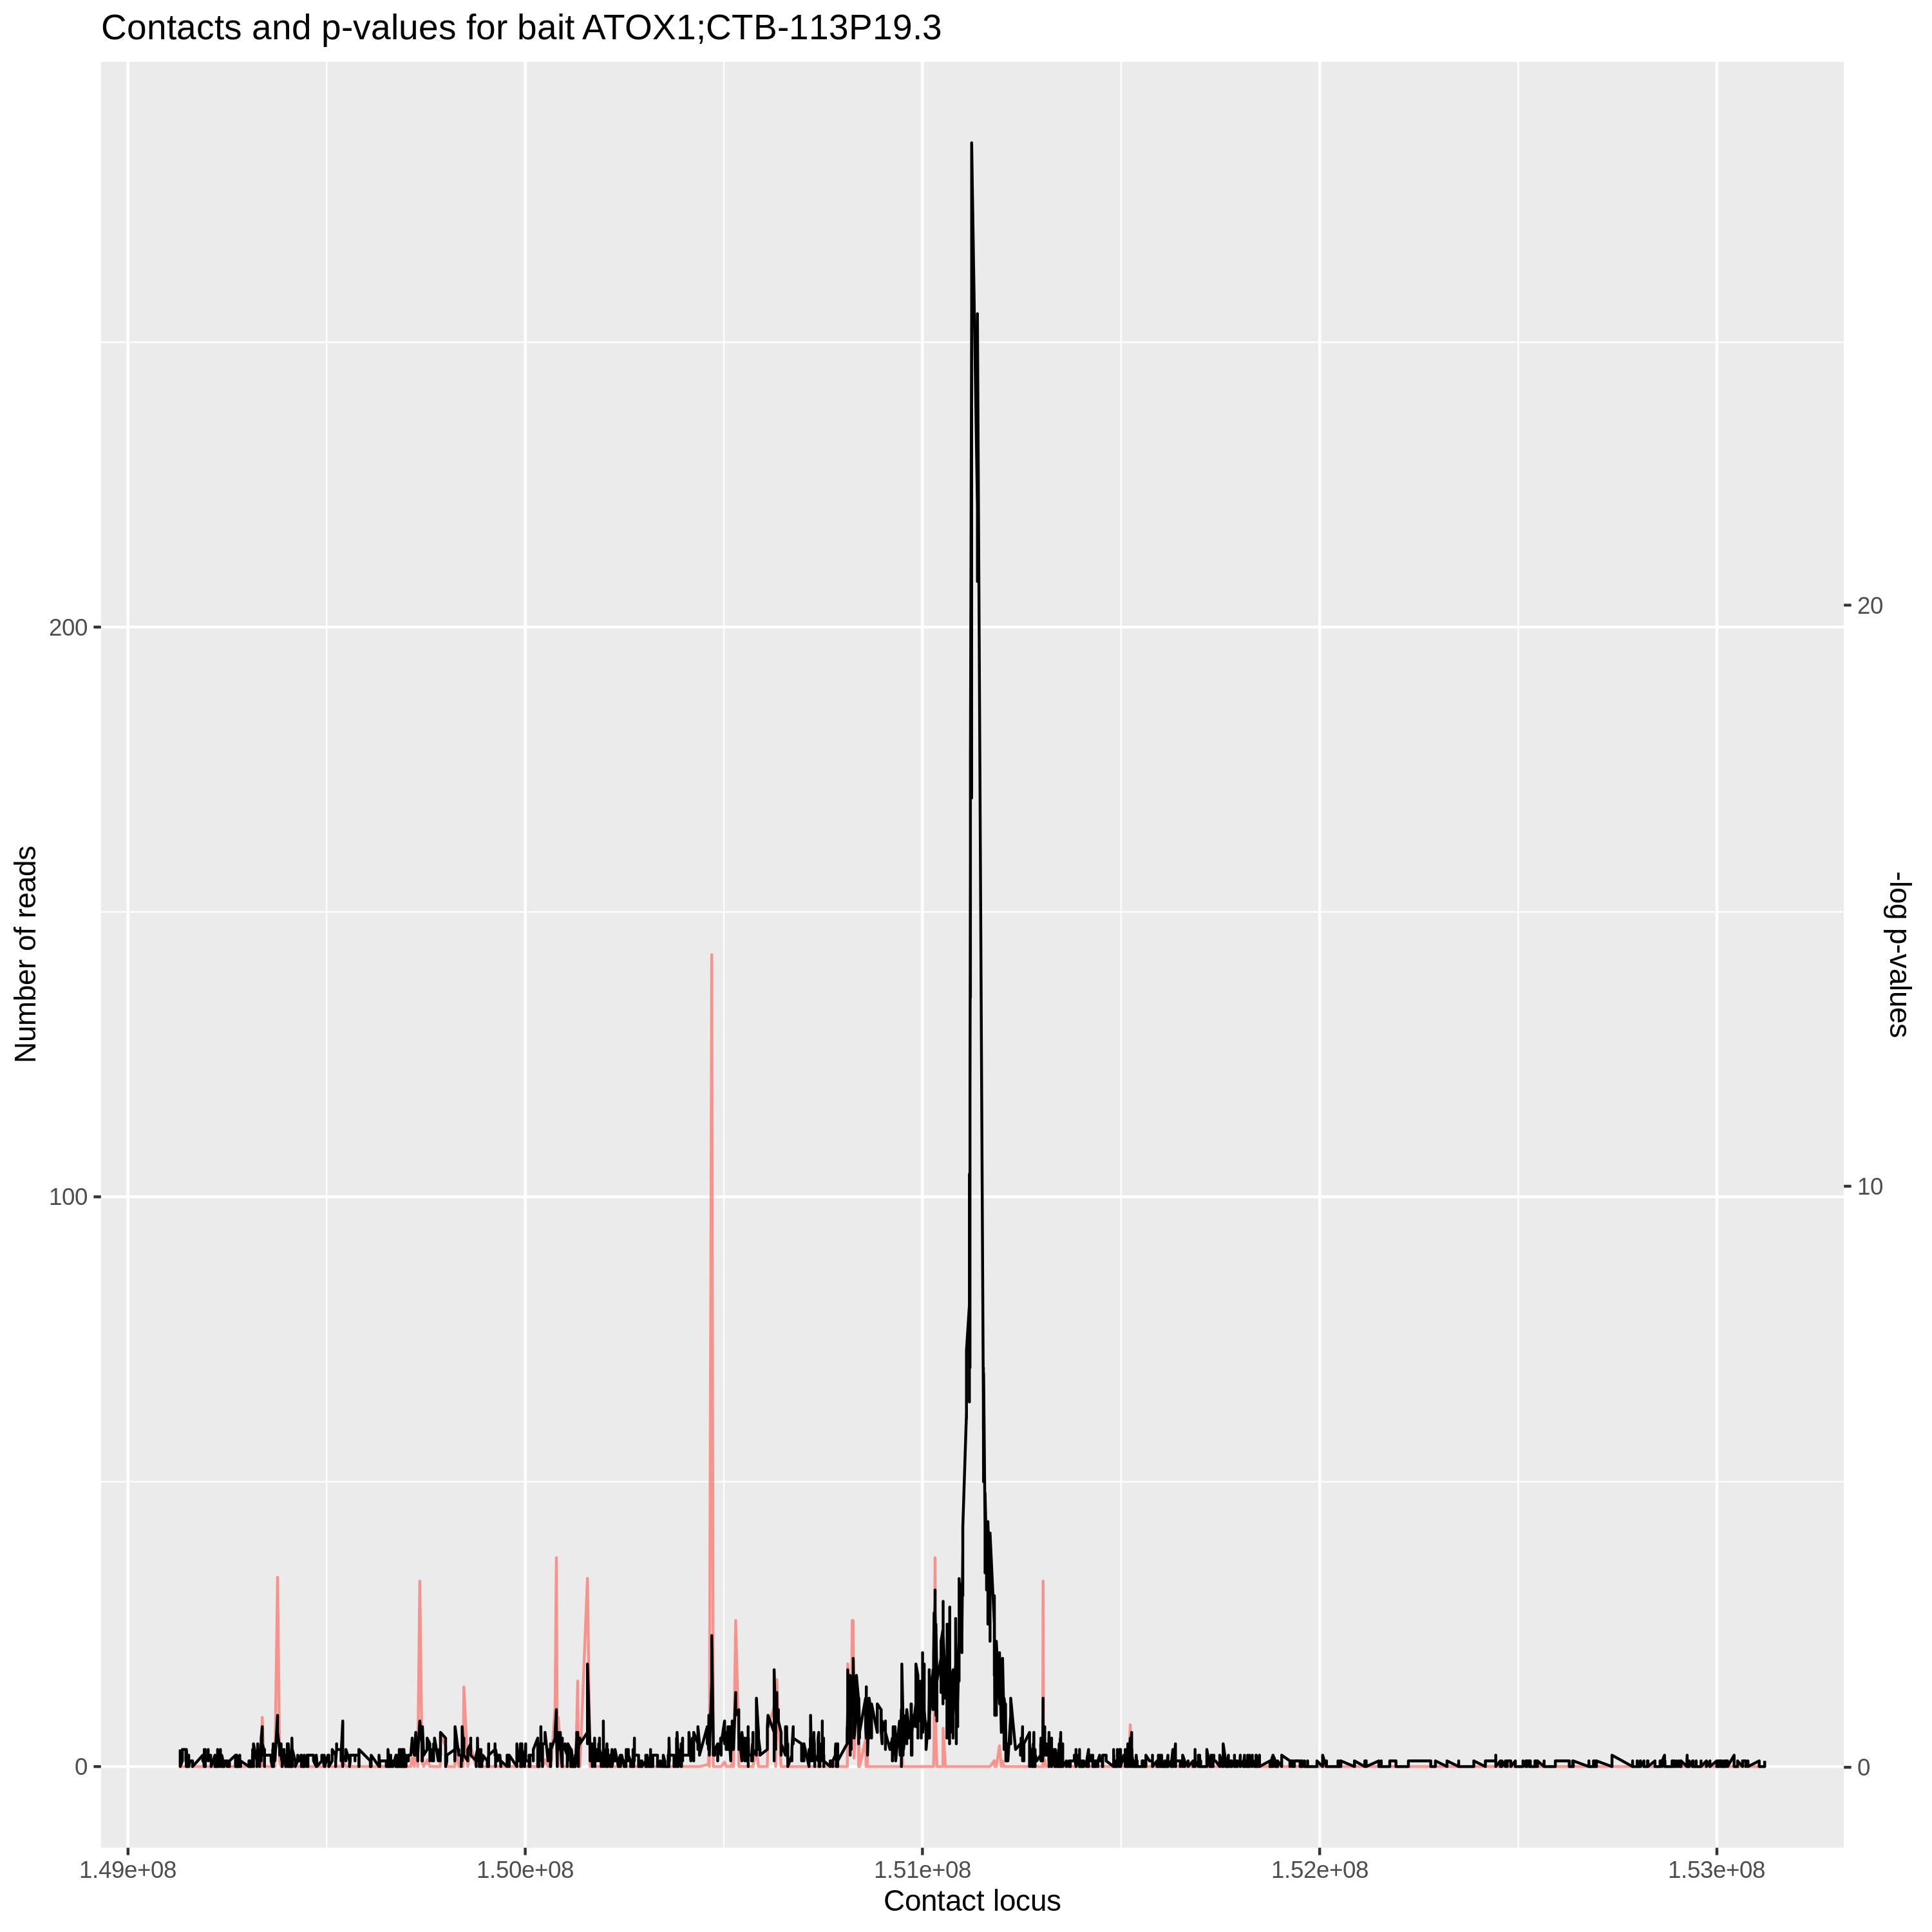 Contacts and p-values for bait ATOX1;CTB-113P19.3
Number of reads
200
100
0
20
10
0
-log p-values
1.49e+08 1.50e+08 1.51e+08 1.52e+08 1.53e+08
Contact locus